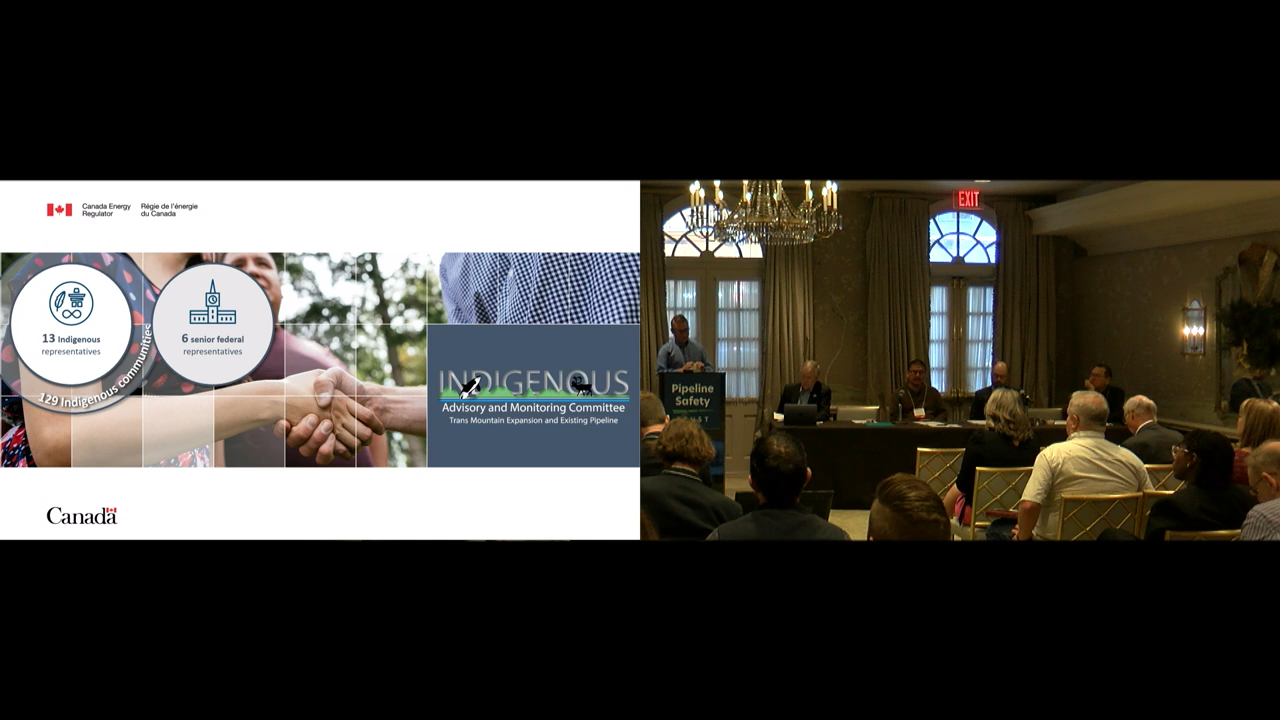 Canada Energy
Regulator
Régie de l'énergie
du Canada
13 Indigenous
representatives
6 senior federal
representatives
129 Indigenous communities
INDIGENOUS
Advisory and Monitoring Committee
Trans Mountain Expansion and Existing Pipeline
Canada
EXIT
Pipeline
Safety